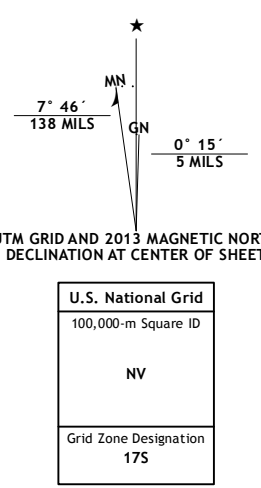 ★
MN
7° 46´
138 MILS
GN
0° 15´
5 MILS
UTM GRID AND 2013 MAGNETIC NORT
DECLINATION AT CENTER OF SHEET
U.S. National Grid
100,000-m Square ID
NV
Grid Zone Designation
17S